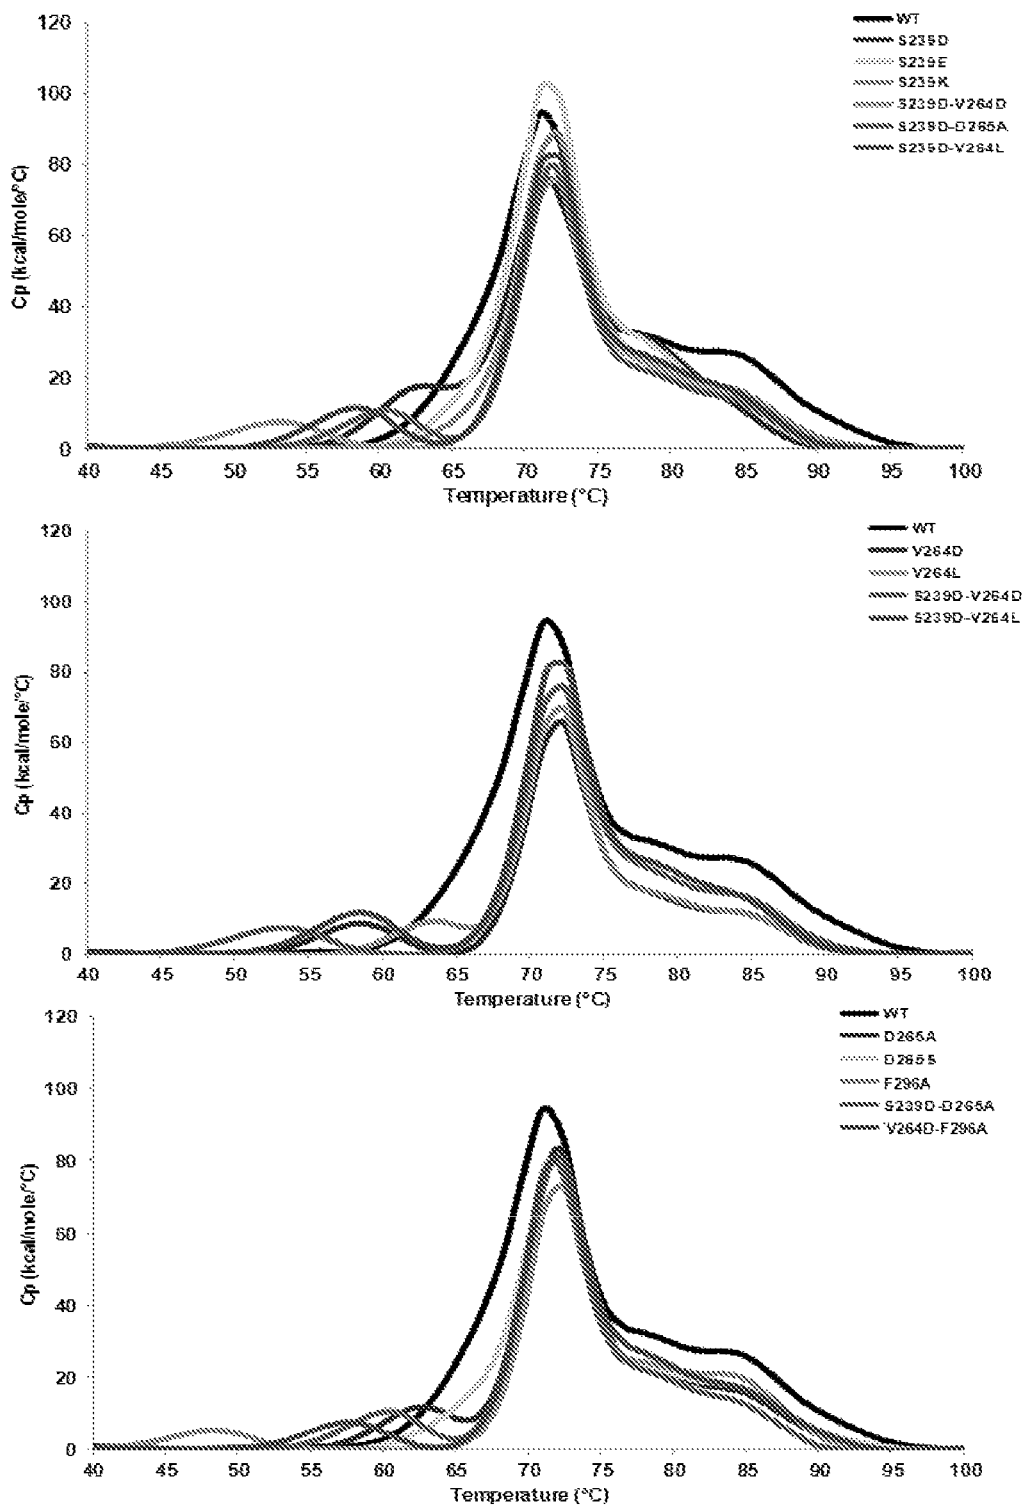 120
100
80
60
40
20
0
Cp (kcal/mole/°C)
WT
S239D
S239E
S239K
S239D-V264D
S239D-D265A
S239D-V264L
40 45 50 55 60 65 70 75 80 85 90 95 100
Temperature (°C)
120
100
80
60
40
20
0
Cp (kcal/mole/°C)
WT
V264D
V264L
S239D-V264D
S239D-V264L
40 45 50 55 60 65 70 75 80 85 90 95 100
Temperature (°C)
120
100
80
60
40
20
0
Cp (kcal/mole/°C)
WT
D265A
D265S
F296A
S239D-D265A
V264D-F296A
40 45 50 55 60 65 70 75 80 85 90 95 100
Temperature (°C)